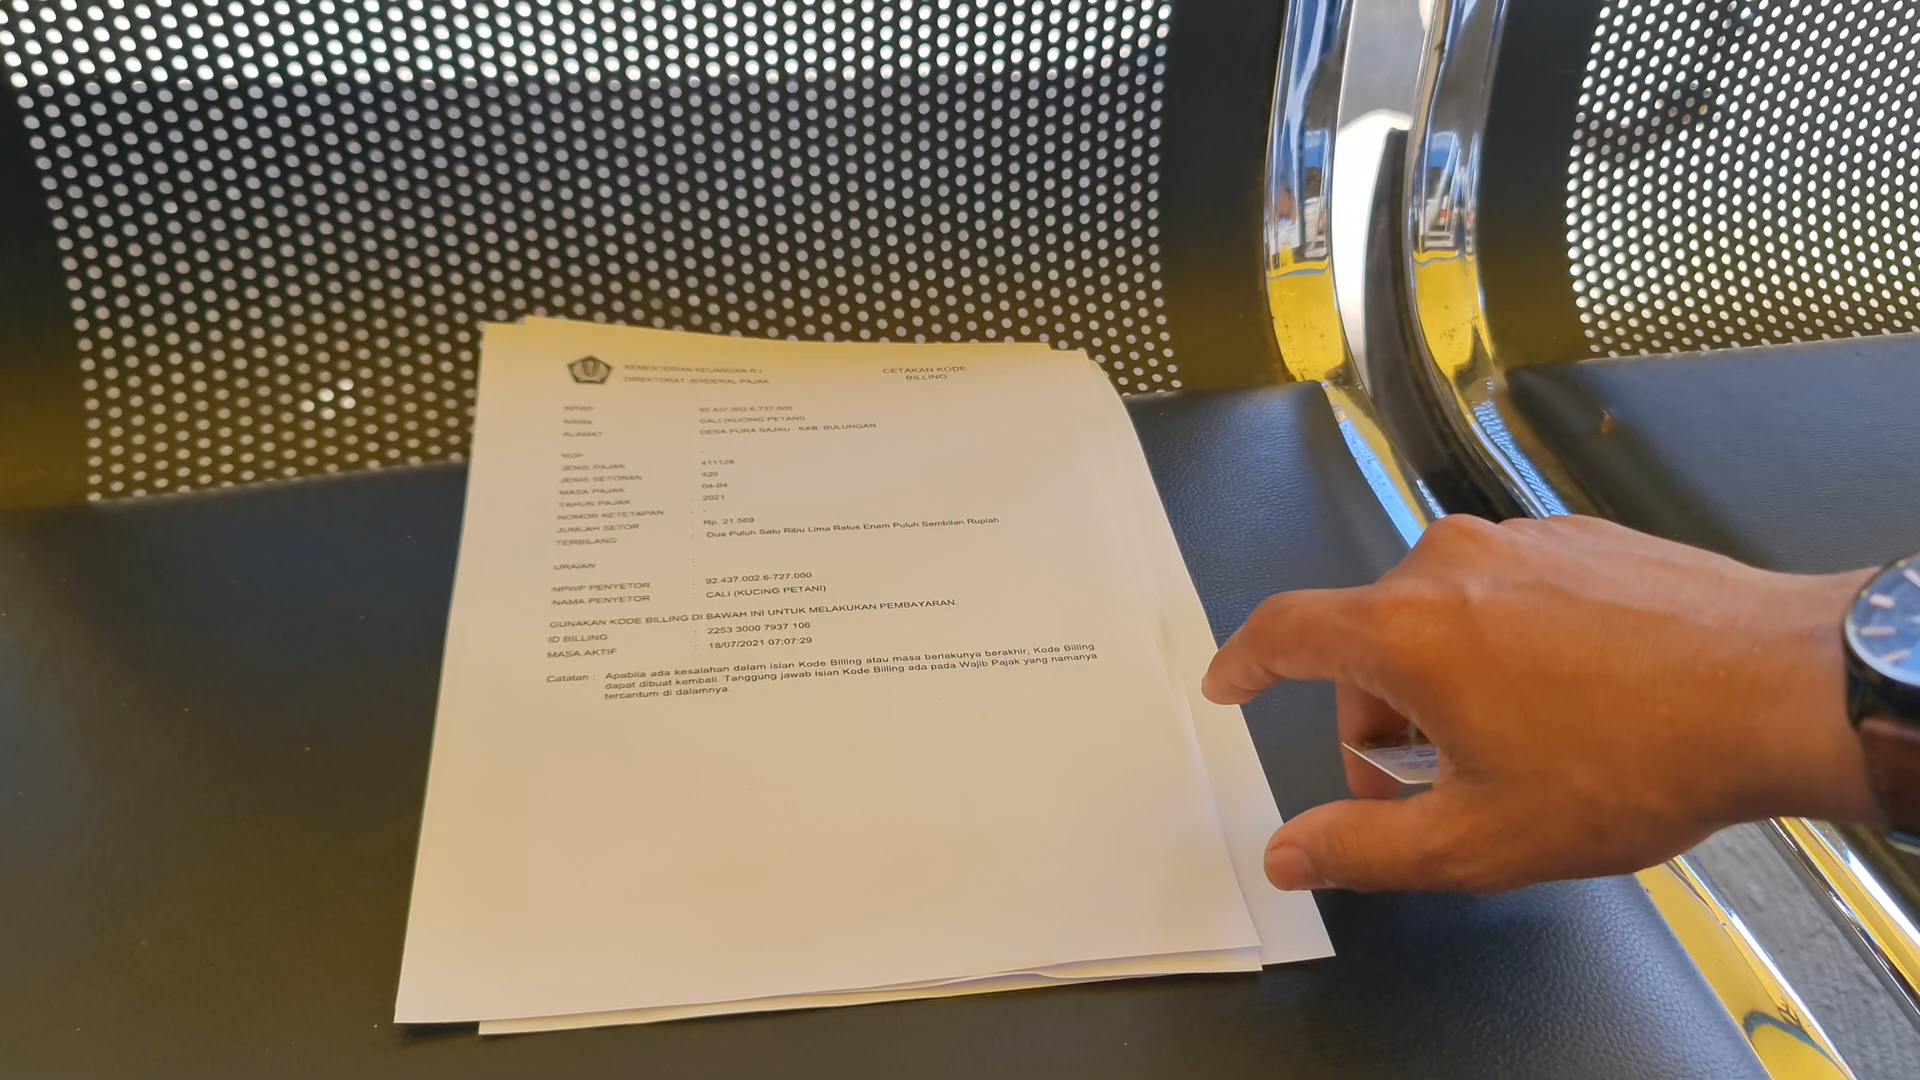 KEMENTERIAN KEUANGAN R.I.
DIREKTORAT JENDERAL PAJAK
CETAKAN KODE
BILLING
NPWP : 92.437.002.6-727.000
NAMA : CALI (KUCING PETANI)
ALAMAT : DESA PURA SAJAU - KAB. BULUNGAN
NOP : -
JENIS PAJAK : 411128
JENIS SETORAN : 420
MASA PAJAK : 04-04
TAHUN PAJAK : 2021
NOMOR KETETAPAN : -
JUMLAH SETOR : Rp. 21.569
TERBILANG : Dua Puluh Satu Ribu Lima Ratus Enam Puluh Sembilan Rupiah
URAIAN :
NPWP PENYETOR : 92.437.002.6-727.000
NAMA PENYETOR : CALI (KUCING PETANI)
GUNAKAN KODE BILLING DI BAWAH INI UNTUK MELAKUKAN PEMBAYARAN.
ID BILLING : 2253 3000 7937 106
MASA AKTIF : 18/07/2021 07:07:29
Catatan : Apabila ada kesalahan dalam isian Kode Billing atau masa berlakunya berakhir, Kode Billing
dapat dibuat kembali. Tanggung jawab isian Kode Billing ada pada Wajib Pajak yang namanya
tercantum di dalamnya.